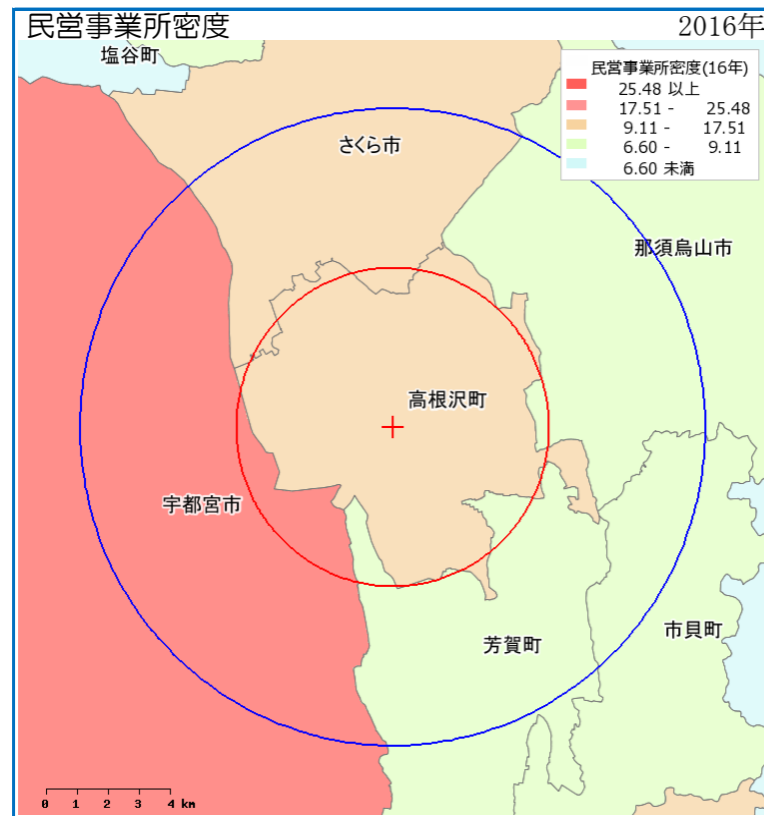 民営事業所密度 2016年
塩谷町
民営事業所密度(16年)
25.48 以上
17.51 - 25.48
9.11 - 17.51
6.60 - 9.11
6.60 未満
さくら市
那須烏山市
高根沢町
宇都宮市
芳賀町
市貝町
0 1 2 3 4 km